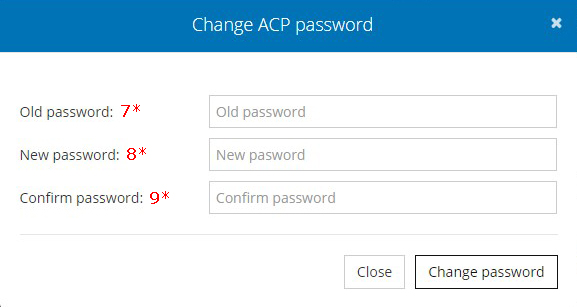 Change ACP password ✖
Old password: 7* Old password
New password: 8* New pasword
Confirm password: 9* Confirm password
Close Change password